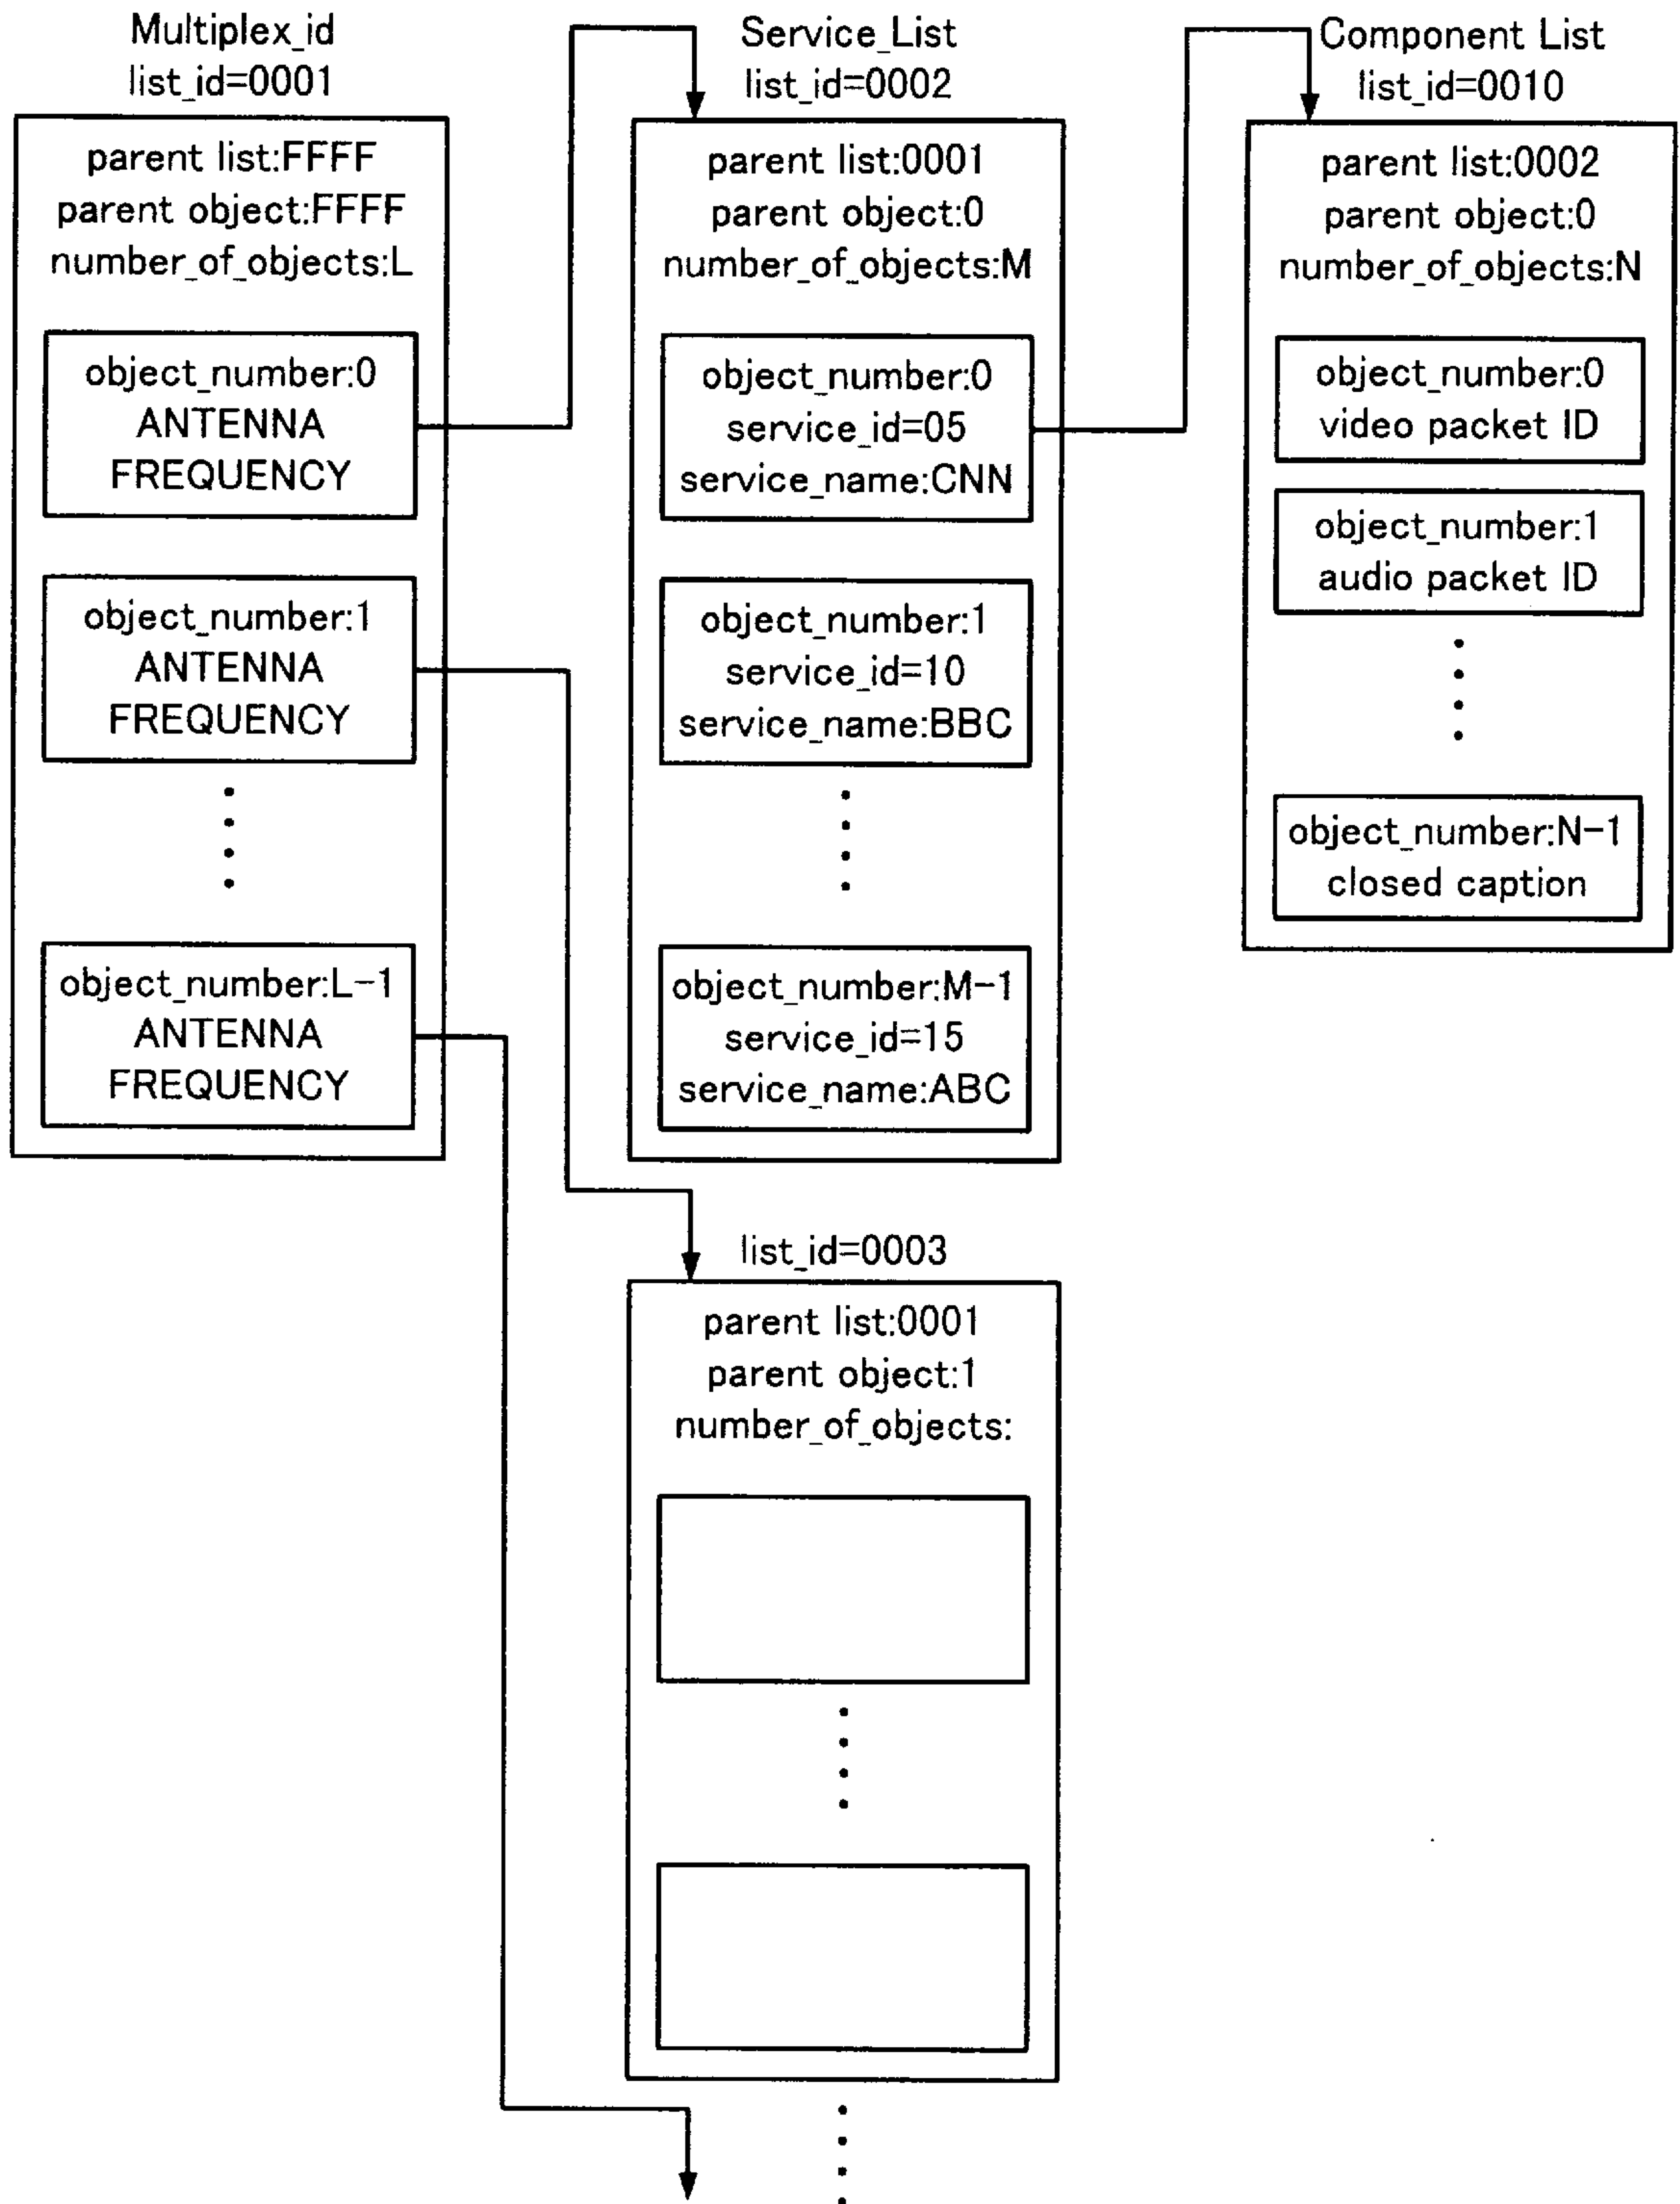 Multiplex_id
list_id=0001
parent list:FFFF
parent object:FFFF
number_of_objects:L
object_number:0
ANTENNA
FREQUENCY
object_number:1
ANTENNA
FREQUENCY
object_number:L-1
ANTENNA
FREQUENCY
Service_List
list_id=0002
parent list:0001
parent object:0
number_of_objects:M
object_number:0
service_id=05
service_name:CNN
object_number:1
service_id=10
service_name:BBC
object_number:M-1
service_id=15
service_name:ABC
list_id=0003
parent list:0001
parent object:1
number_of_objects:
Component List
list_id=0010
parent list:0002
parent object:0
number_of_objects:N
object_number:0
video packet ID
object_number:1
audio packet ID
object_number:N-1
closed caption